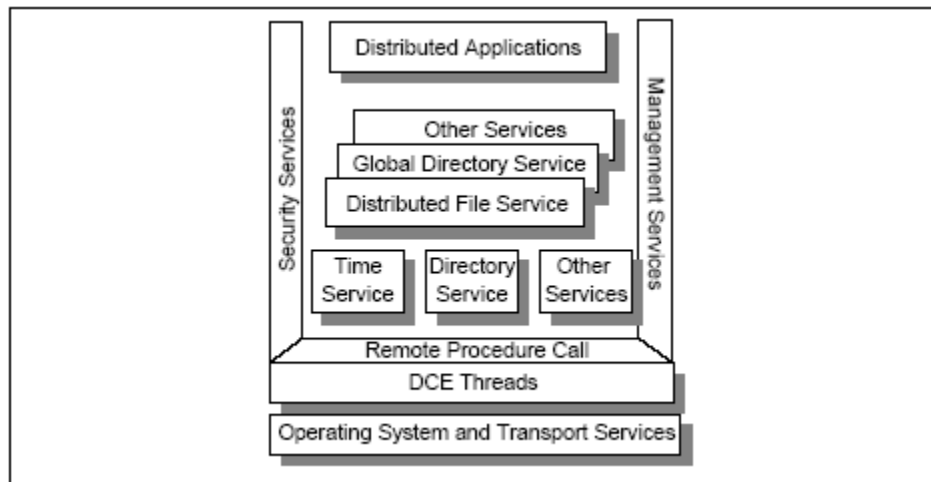 Distributed Applications
Security Services
Management Services
Other Services
Global Directory Service
Distributed File Service
Time
Service
Directory
Service
Other
Services
Remote Procedure Call
DCE Threads
Operating System and Transport Services